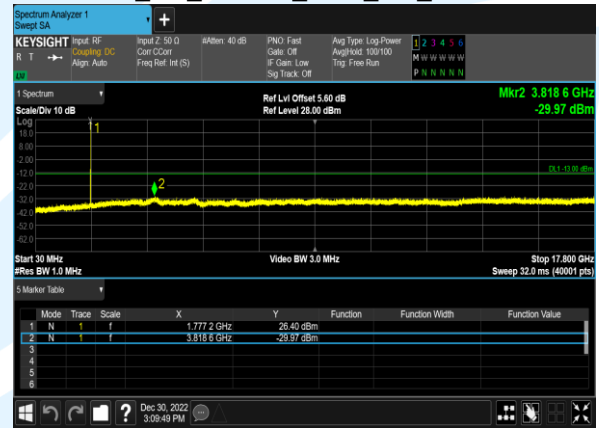 Spectrum Analyzer 1
Swept SA
KEYSIGHT
R T
LW
Input: RF
Coupling: DC
Align: Auto
Input Z: 50 Ω
Corr CCorr
Freq Ref: Int (S)
#Atten: 40 dB
PNO: Fast
Gate: Off
IF Gain: Low
Sig Track: Off
Avg Type: Log-Power
Avg|Hold: 100/100
Trig: Free Run
1 2 3 4 5 6
M W W W W W
P N N N N N
1 Spectrum
Scale/Div 10 dB
Ref Lvl Offset 5.60 dB
Ref Level 28.00 dBm
Mkr2 3.818 6 GHz
-29.97 dBm
Log
18.0
8.00
-2.00
-12.0
-22.0
-32.0
-42.0
-52.0
-62.0
1
2
DL1 -13.00 dBm
Start 30 MHz
#Res BW 1.0 MHz
Video BW 3.0 MHz
Stop 17.800 GHz
Sweep 32.0 ms (40001 pts)
5 Marker Table
Mode Trace Scale X Y Function Function Width Function Value
1 N 1 f 1.777 2 GHz 26.40 dBm
2 N 1 f 3.818 6 GHz -29.97 dBm
3
4
5
6
?
Dec 30, 2022
3:09:49 PM